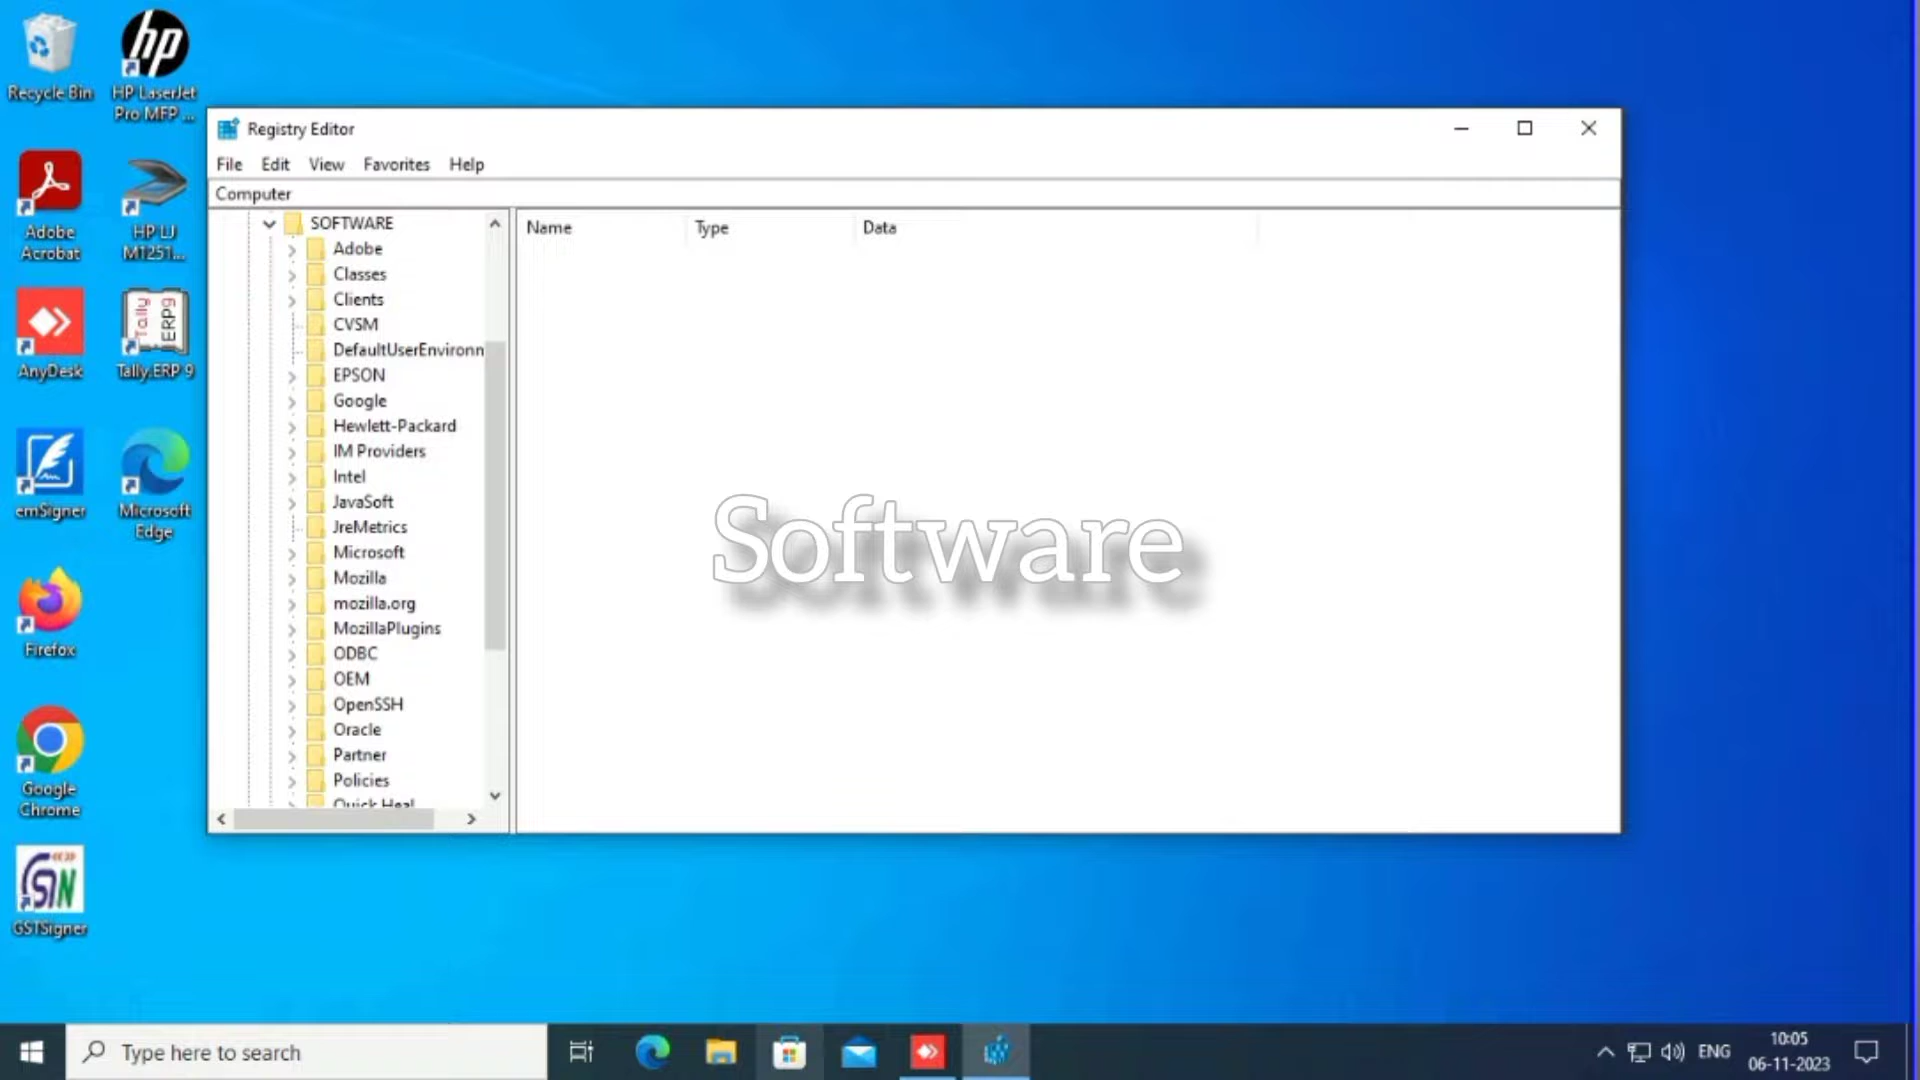 Recycle Bin
HP LaserJet
Pro MFP ...
Adobe
Acrobat
HP LJ
M1251...
AnyDesk
Tally
ERP9
Tally.ERP 9
emSigner
Microsoft
Edge
Firefox
Google
Chrome
GSTSigner
Registry Editor
File Edit View Favorites Help
Computer
SOFTWARE
Adobe
Classes
Clients
CVSM
DefaultUserEnvironn
EPSON
Google
Hewlett-Packard
IM Providers
Intel
JavaSoft
JreMetrics
Microsoft
Mozilla
mozilla.org
MozillaPlugins
ODBC
OEM
OpenSSH
Oracle
Partner
Policies
Quick Heal
Name Type Data
Software
Type here to search
ENG
10:05
06-11-2023